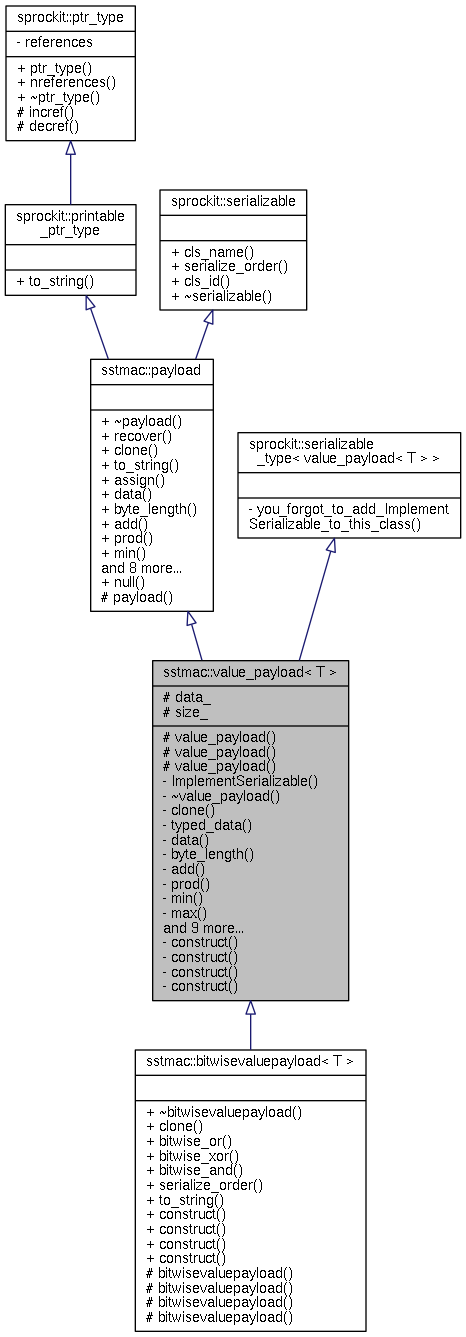 sprockit::ptr_type
- references
+ ptr_type()
+ nreferences()
+ ~ptr_type()
# incref()
# decref()
sprockit::printable
_ptr_type
+ to_string()
sprockit::serializable
+ cls_name()
+ serialize_order()
+ cls_id()
+ ~serializable()
sstmac::payload
+ ~payload()
+ recover()
+ clone()
+ to_string()
+ assign()
+ data()
+ byte_length()
+ add()
+ prod()
+ min()
and 8 more...
+ null()
# payload()
sprockit::serializable
_type< value_payload< T > >
- you_forgot_to_add_Implement
Serializable_to_this_class()
sstmac::value_payload< T >
# data_
# size_
# value_payload()
# value_payload()
# value_payload()
- ImplementSerializable()
- ~value_payload()
- clone()
- typed_data()
- data()
- byte_length()
- add()
- prod()
- min()
- max()
and 9 more...
- construct()
- construct()
- construct()
- construct()
sstmac::bitwisevaluepayload< T >
+ ~bitwisevaluepayload()
+ clone()
+ bitwise_or()
+ bitwise_xor()
+ bitwise_and()
+ serialize_order()
+ to_string()
+ construct()
+ construct()
+ construct()
+ construct()
# bitwisevaluepayload()
# bitwisevaluepayload()
# bitwisevaluepayload()
# bitwisevaluepayload()